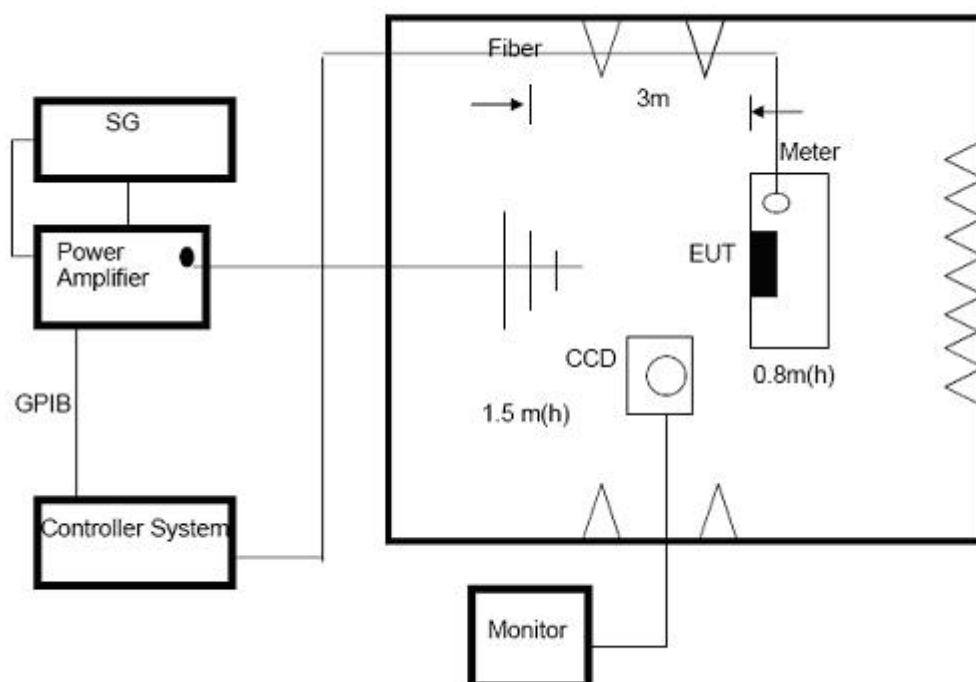 Fiber
3m
SG
Meter
Power
Amplifier
EUT
CCD
0.8m(h)
GPIB
1.5 m(h)
Controller System
Monitor